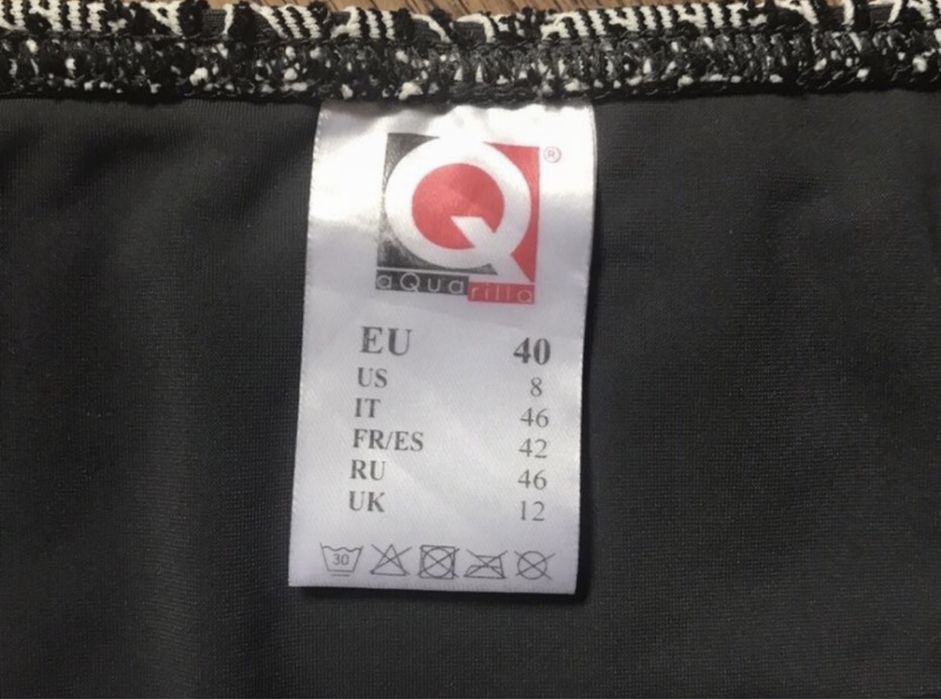 ®
aQuarilla
EU 40
US 8
IT 46
FR/ES 42
RU 46
UK 12
30